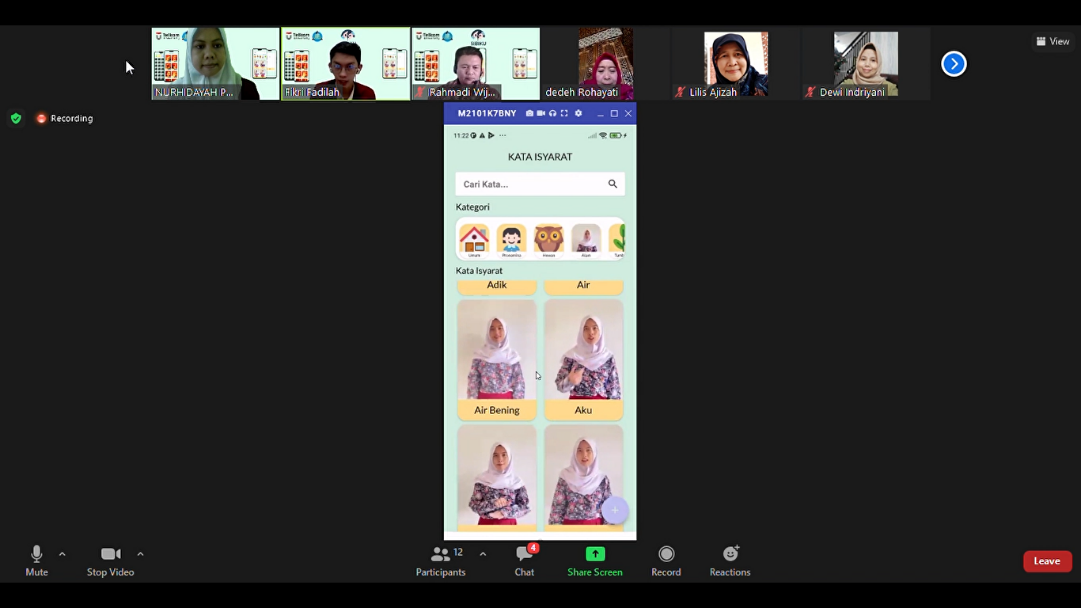 View
NURHIDAYAH P...
Fikri Fadilah
Rahmadi Wij...
dedeh Rohayati
Lilis Ajizah
Dewi Indriyani
Recording
M2101K7BNY
11:22
KATA ISYARAT
Cari Kata...
Kategori
Umum
Hewan
Kata Isyarat
Adik
Air
Air Bening
Aku
Mute
Stop Video
12
Participants
4
Chat
Share Screen
Record
Reactions
Leave